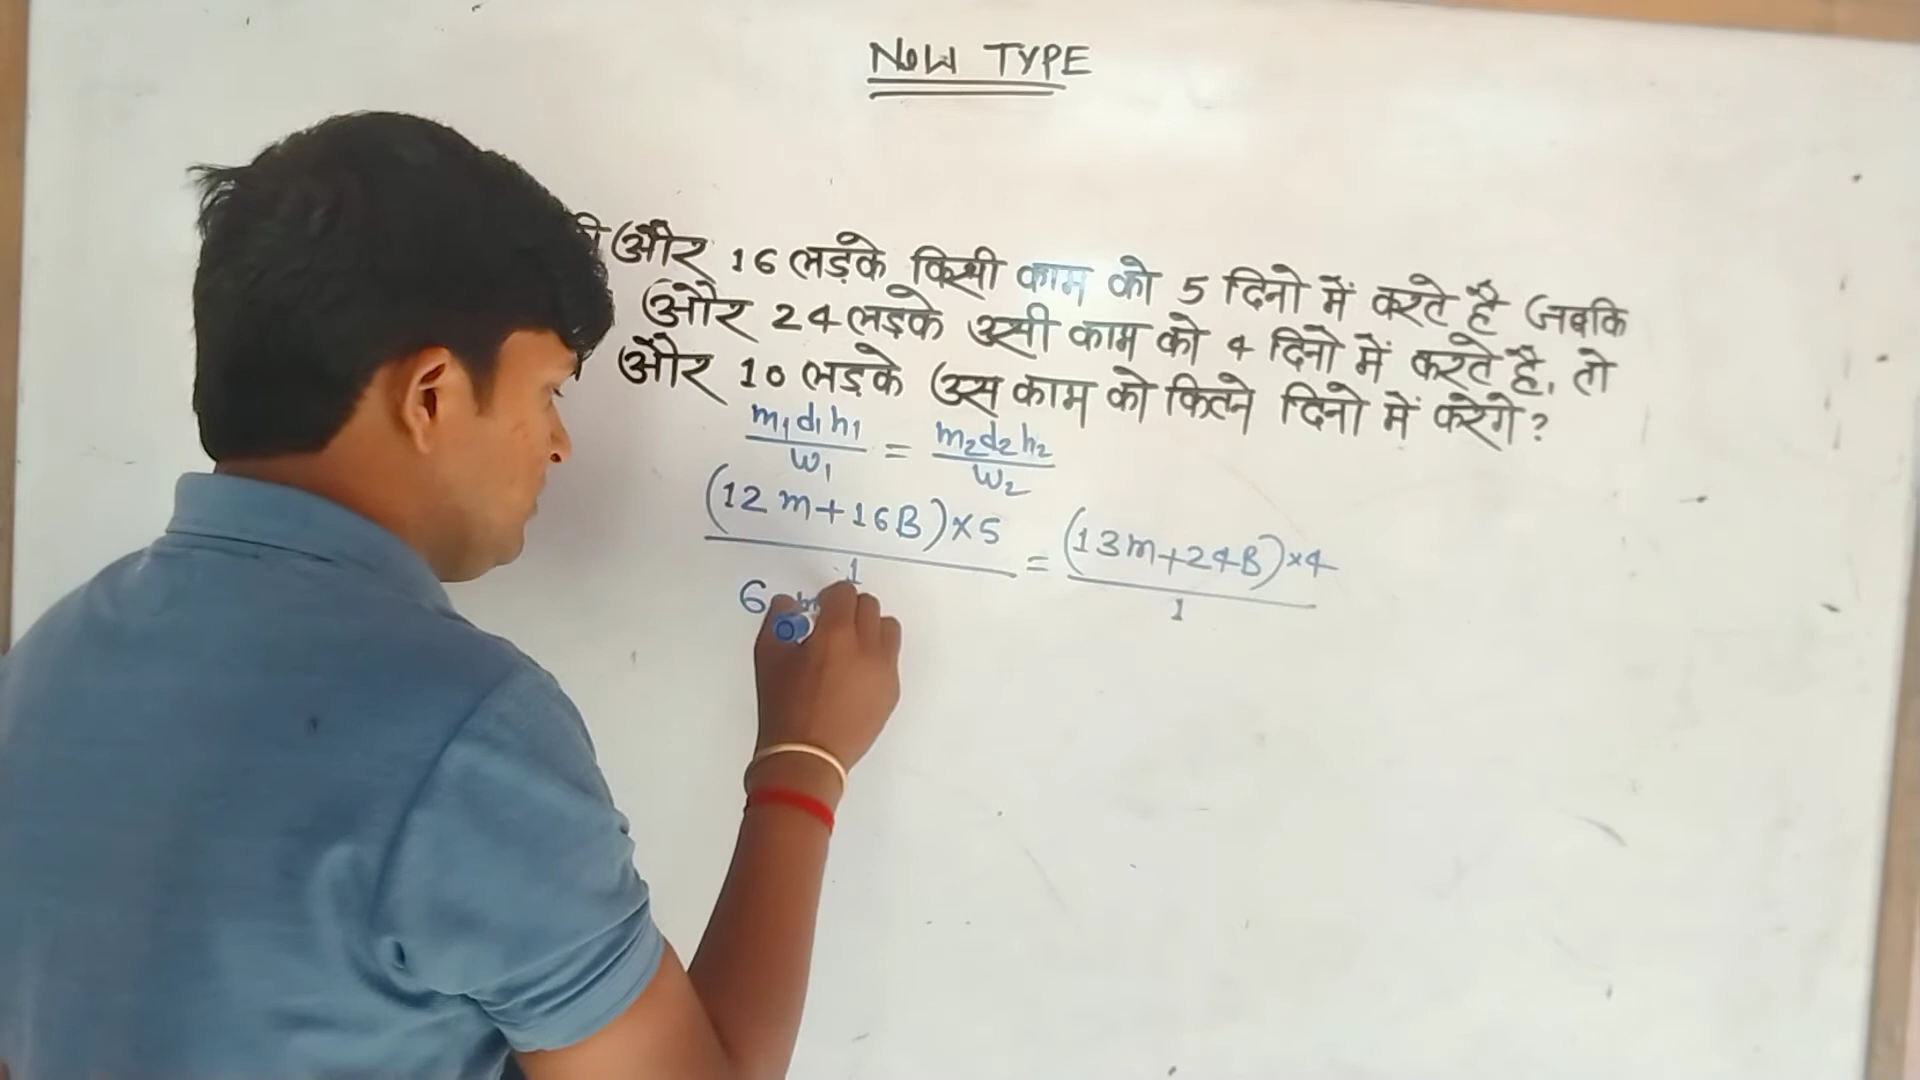 NEW TYPE
और 16 लड़के किसी काम को 5 दिनो में करते है जबकि
और 24 लड़के उसी काम को 4 दिनों में करते है, तो
और 10 लड़के उस काम को कितने दिनो में करेगे?
m₁d₁h₁/w₁ = m₂d₂h₂/w₂
(12m+16B)×5/1 = (13m+24B)×4/1
6